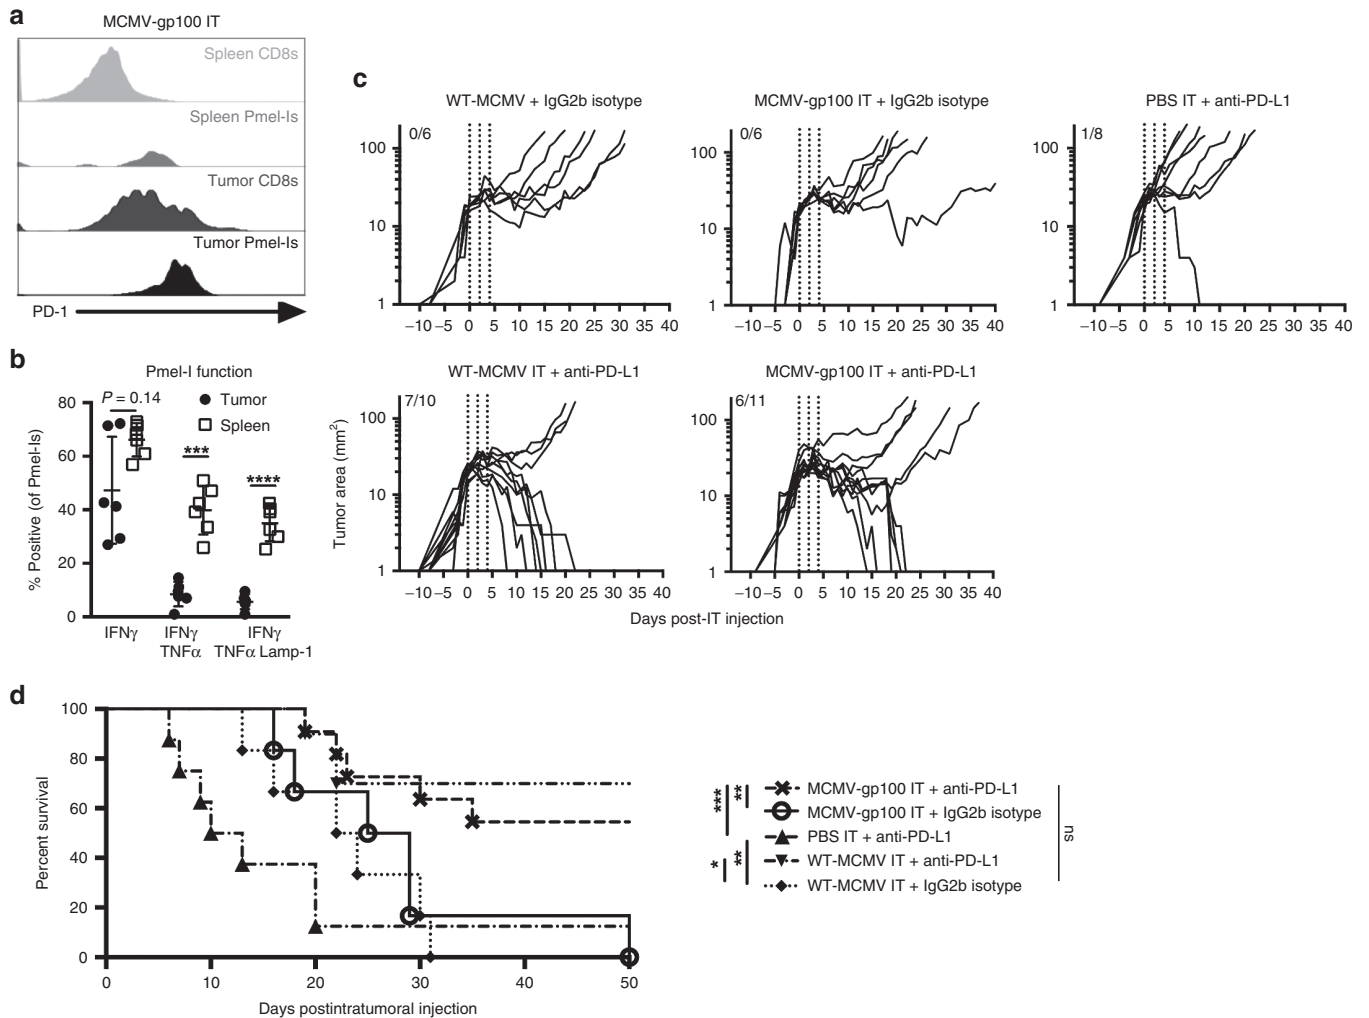 a
MCMV-gp100 IT
Spleen CD8s
Spleen Pmel-Is
Tumor CD8s
Tumor Pmel-Is
PD-1
b
Pmel-I function
P = 0.14
Tumor
Spleen
***
****
% Positive (of Pmel-Is)
80
60
40
20
0
IFNγ
IFNγ
TNFα
IFNγ
TNFα Lamp-1
c
WT-MCMV + IgG2b isotype
0/6
100
10
1
−10 −5 0 5 10 15 20 25 30 35 40
MCMV-gp100 IT + IgG2b isotype
0/6
100
10
1
−10 −5 0 5 10 15 20 25 30 35 40
PBS IT + anti-PD-L1
1/8
100
10
1
−10 −5 0 5 10 15 20 25 30 35 40
WT-MCMV IT + anti-PD-L1
7/10
100
10
1
−10 −5 0 5 10 15 20 25 30 35 40
MCMV-gp100 IT + anti-PD-L1
6/11
100
10
1
−10 −5 0 5 10 15 20 25 30 35 40
Tumor area (mm²)
Days post-IT injection
d
Percent survival
100
80
60
40
20
0
0 10 20 30 40 50
Days postintratumoral injection
MCMV-gp100 IT + anti-PD-L1
MCMV-gp100 IT + IgG2b isotype
PBS IT + anti-PD-L1
WT-MCMV IT + anti-PD-L1
WT-MCMV IT + IgG2b isotype
***
**
*
**
ns